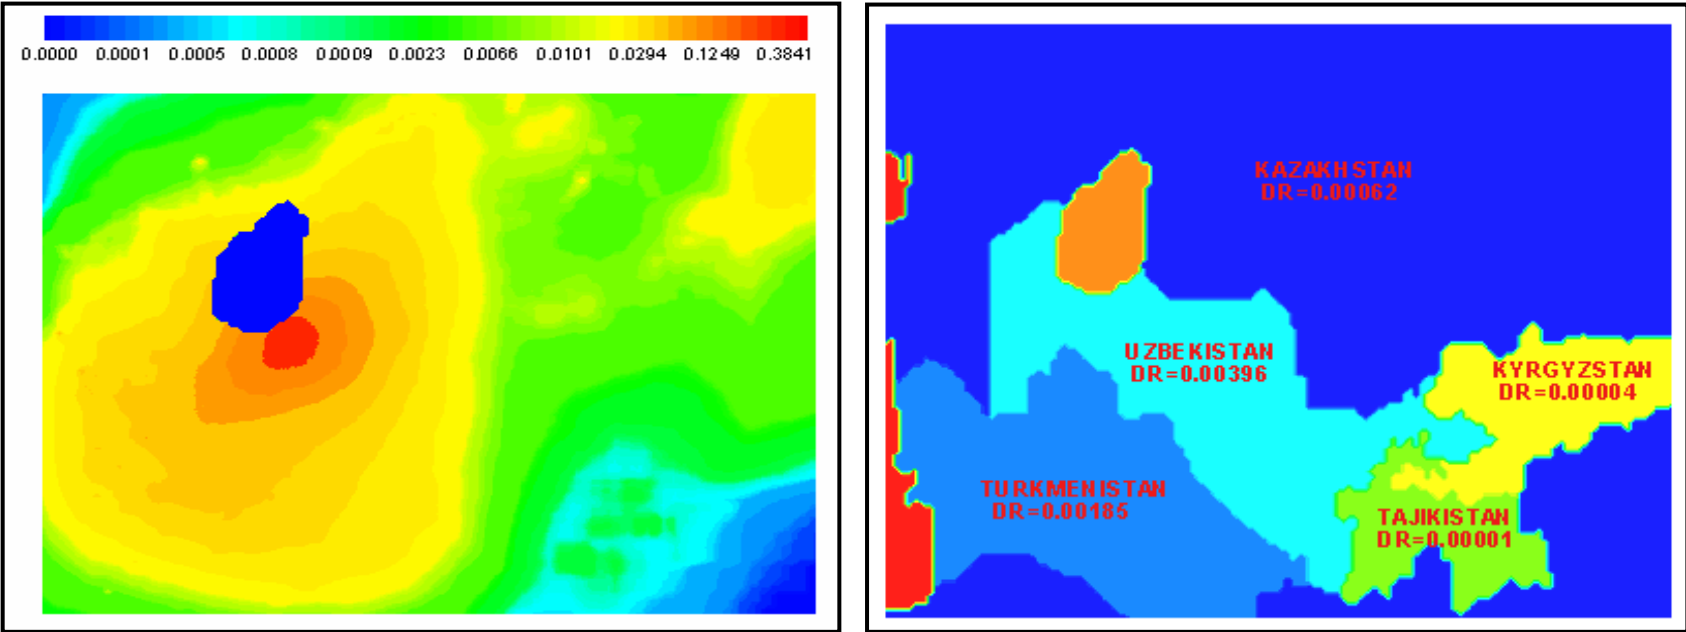 0.0000 0.0001 0.0005 0.0008 0.0009 0.0023 0.0066 0.0101 0.0294 0.1249 0.3841
KAZAKHSTAN
DR=0.00062
UZBEKISTAN
DR=0.00396
KYRGYZSTAN
DR=0.00004
TURKMENISTAN
DR=0.00185
TAJIKISTAN
DR=0.00001